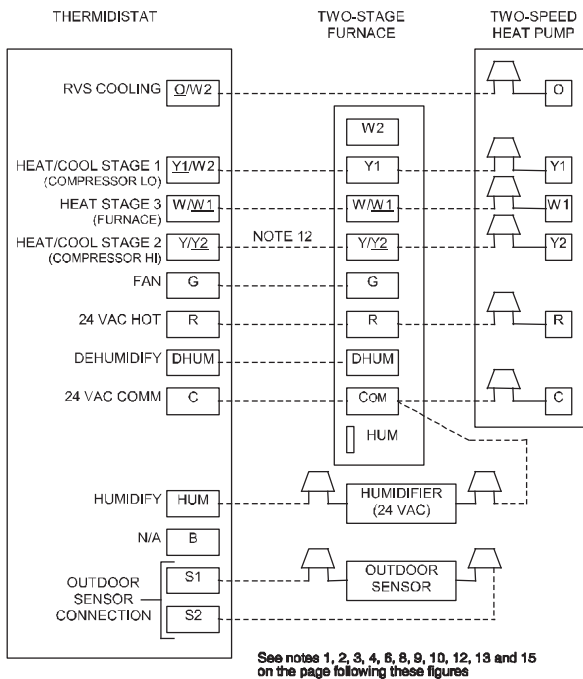 THERMIDISTAT
TWO-STAGE
FURNACE
TWO-SPEED
HEAT PUMP
RVS COOLING O/W2 O
W2
HEAT/COOL STAGE 1 Y1/W2 Y1 Y1
(COMPRESSOR LO)
HEAT STAGE 3 W/W1 W/W1 W1
(FURNACE)
HEAT/COOL STAGE 2 Y/Y2 NOTE 12 Y/Y2 Y2
(COMPRESSOR HI)
FAN G G
24 VAC HOT R R R
DEHUMIDIFY DHUM DHUM
24 VAC COMM C COM C
HUM
HUMIDIFY HUM HUMIDIFIER
(24 VAC)
N/A B
OUTDOOR
SENSOR
CONNECTION
S1
S2
OUTDOOR
SENSOR
See notes 1, 2, 3, 4, 6, 8, 9, 10, 12, 13 and 15
on the page following these figures